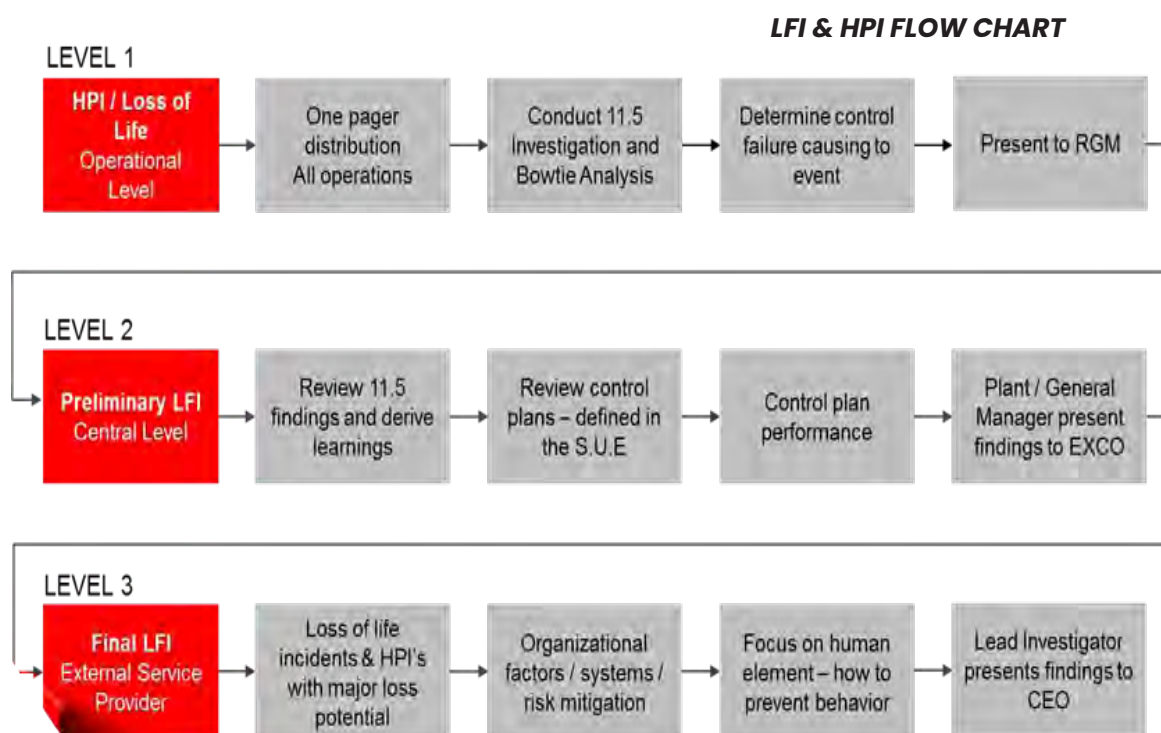 LFI & HPI FLOW CHART
LEVEL 1
HPI / Loss of
Life
Operational
Level
One pager
distribution
All operations
Conduct 11.5
Investigation and
Bowtie Analysis
Determine control
failure causing to
event
Present to RGM
LEVEL 2
Preliminary LFI
Central Level
Review 11.5
findings and derive
learnings
Review control
plans – defined in
the S.U.E
Control plan
performance
Plant / General
Manager present
findings to EXCO
LEVEL 3
Final LFI
External Service
Provider
Loss of life
incidents & HPI's
with major loss
potential
Organizational
factors / systems /
risk mitigation
Focus on human
element – how to
prevent behavior
Lead Investigator
presents findings to
CEO